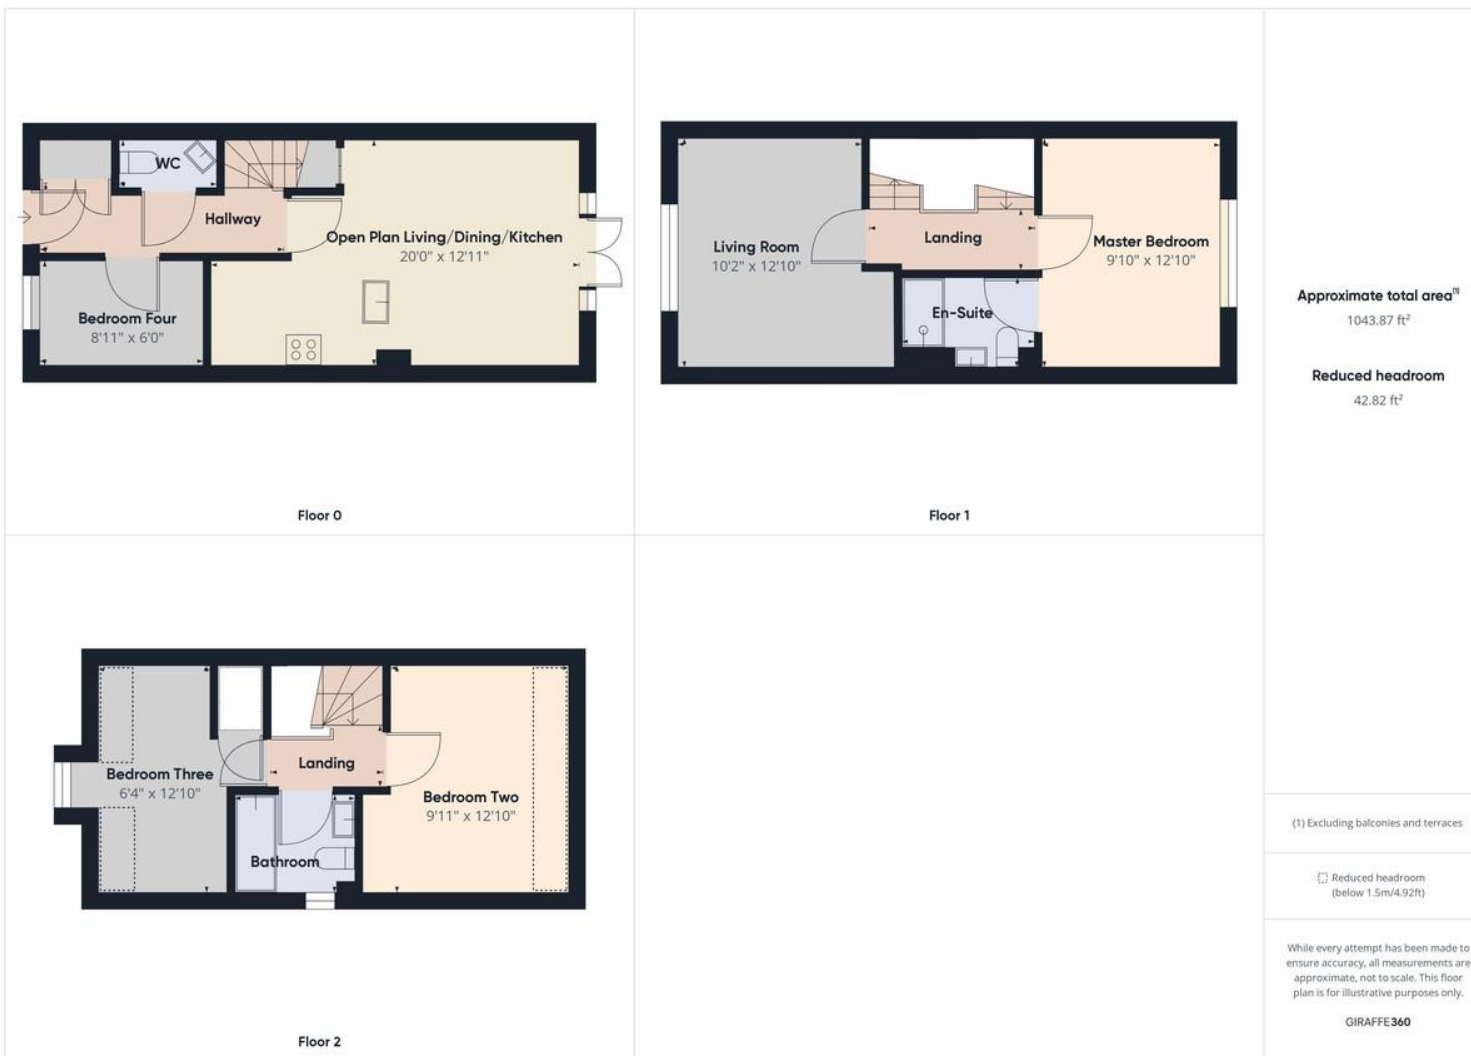 WC
Hallway
Open Plan Living/Dining/Kitchen
20'0" x 12'11"
Bedroom Four
8'11" x 6'0"
Floor 0
Living Room
10'2" x 12'10"
Landing
Master Bedroom
9'10" x 12'10"
En-Suite
Floor 1
Bedroom Three
6'4" x 12'10"
Landing
Bedroom Two
9'11" x 12'10"
Bathroom
Floor 2
Approximate total area⁽¹⁾
1043.87 ft²
Reduced headroom
42.82 ft²
(1) Excluding balconies and terraces
Reduced headroom
(below 1.5m/4.92ft)
While every attempt has been made to
ensure accuracy, all measurements are
approximate, not to scale. This floor
plan is for illustrative purposes only.
GIRAFFE360